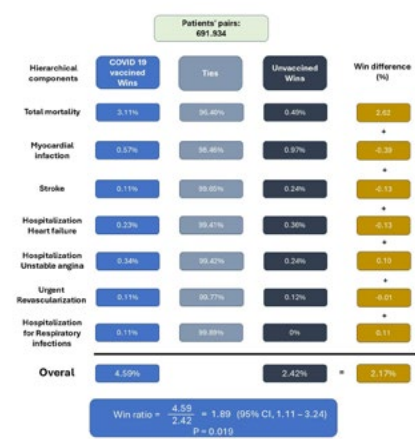 Patients' pairs:
691.934
Hierarchical components
COVID 19 vaccined Wins
Ties
Unvaccined Wins
Win difference (%)
Total mortality 3.11% 96.40% 0.49% 2.62
+
Myocardial infaction 0.57% 98.46% 0.97% -0.39
+
Stroke 0.11% 99.65% 0.24% -0.13
+
Hospitalization Heart failure 0.23% 99.41% 0.36% -0.13
+
Hospitalization Unstable angina 0.34% 99.42% 0.24% 0.10
+
Urgent Revascularization 0.11% 99.77% 0.12% -0.01
+
Hospitalization for Respiratory infections 0.11% 99.89% 0% 0.11
Overal 4.59% 2.42% = 2.17%
Win ratio = 4.59 / 2.42 = 1.89 (95% CI, 1.11 – 3.24)
P = 0.019